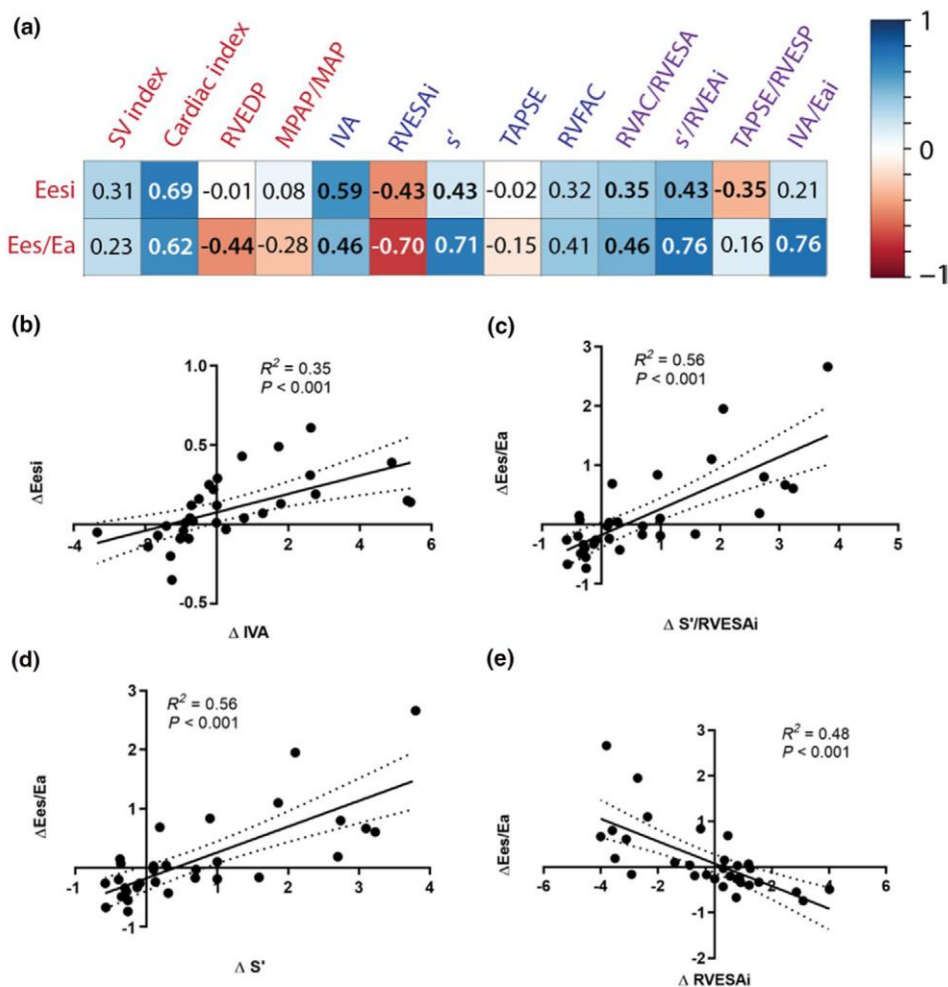 (a)
SV index
Cardiac index
RVEDP
MPAP/MAP
IVA
RVESAi
s'
TAPSE
RVFAC
RVAC/RVESA
s'/RVEAi
TAPSE/RVESP
IVA/Eai
Eesi 0.31 0.69 -0.01 0.08 0.59 -0.43 0.43 -0.02 0.32 0.35 0.43 -0.35 0.21
Ees/Ea 0.23 0.62 -0.44 -0.28 0.46 -0.70 0.71 -0.15 0.41 0.46 0.76 0.16 0.76
1
0
-1
(b)
R² = 0.35
P < 0.001
1.0
0.5
-0.5
-4 2 4 6
ΔEesi
Δ IVA
(c)
R² = 0.56
P < 0.001
3
2
1
-1
-1 1 2 3 4 5
ΔEes/Ea
Δ S'/RVESAi
(d)
R² = 0.56
P < 0.001
3
2
1
-1
-1 1 2 3 4
ΔEes/Ea
Δ S'
(e)
R² = 0.48
P < 0.001
3
2
1
-1
-2
-6 -4 -2 2 4 6
ΔEes/Ea
Δ RVESAi